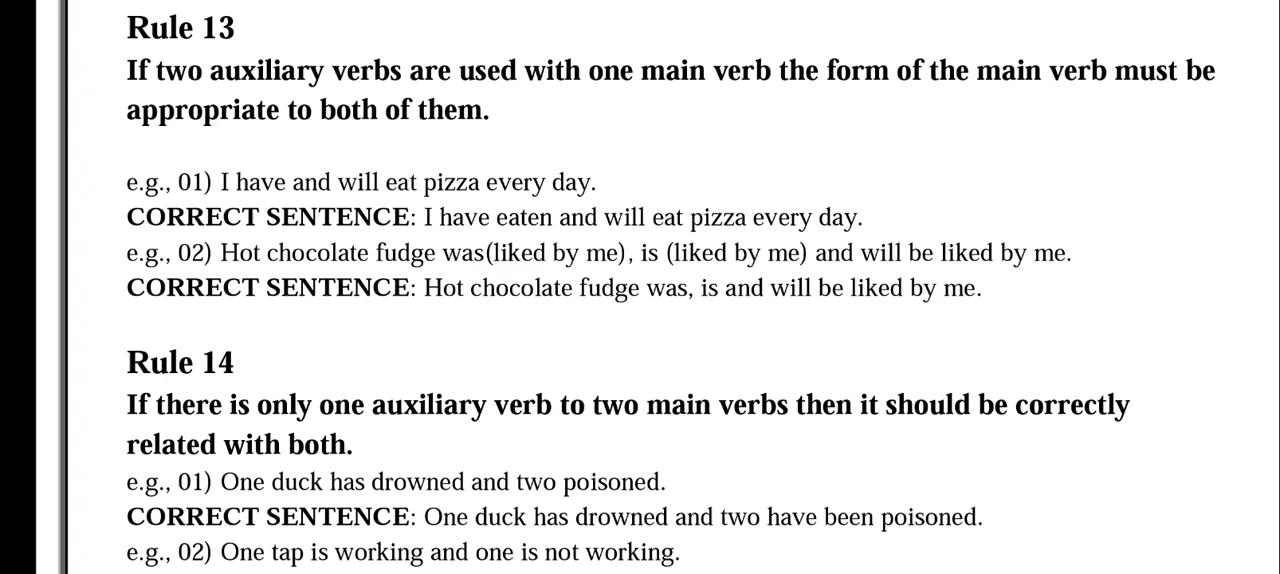 Rule 13
If two auxiliary verbs are used with one main verb the form of the main verb must be
appropriate to both of them.
e.g., 01) I have and will eat pizza every day.
CORRECT SENTENCE: I have eaten and will eat pizza every day.
e.g., 02) Hot chocolate fudge was(liked by me), is (liked by me) and will be liked by me.
CORRECT SENTENCE: Hot chocolate fudge was, is and will be liked by me.
Rule 14
If there is only one auxiliary verb to two main verbs then it should be correctly
related with both.
e.g., 01) One duck has drowned and two poisoned.
CORRECT SENTENCE: One duck has drowned and two have been poisoned.
e.g., 02) One tap is working and one is not working.